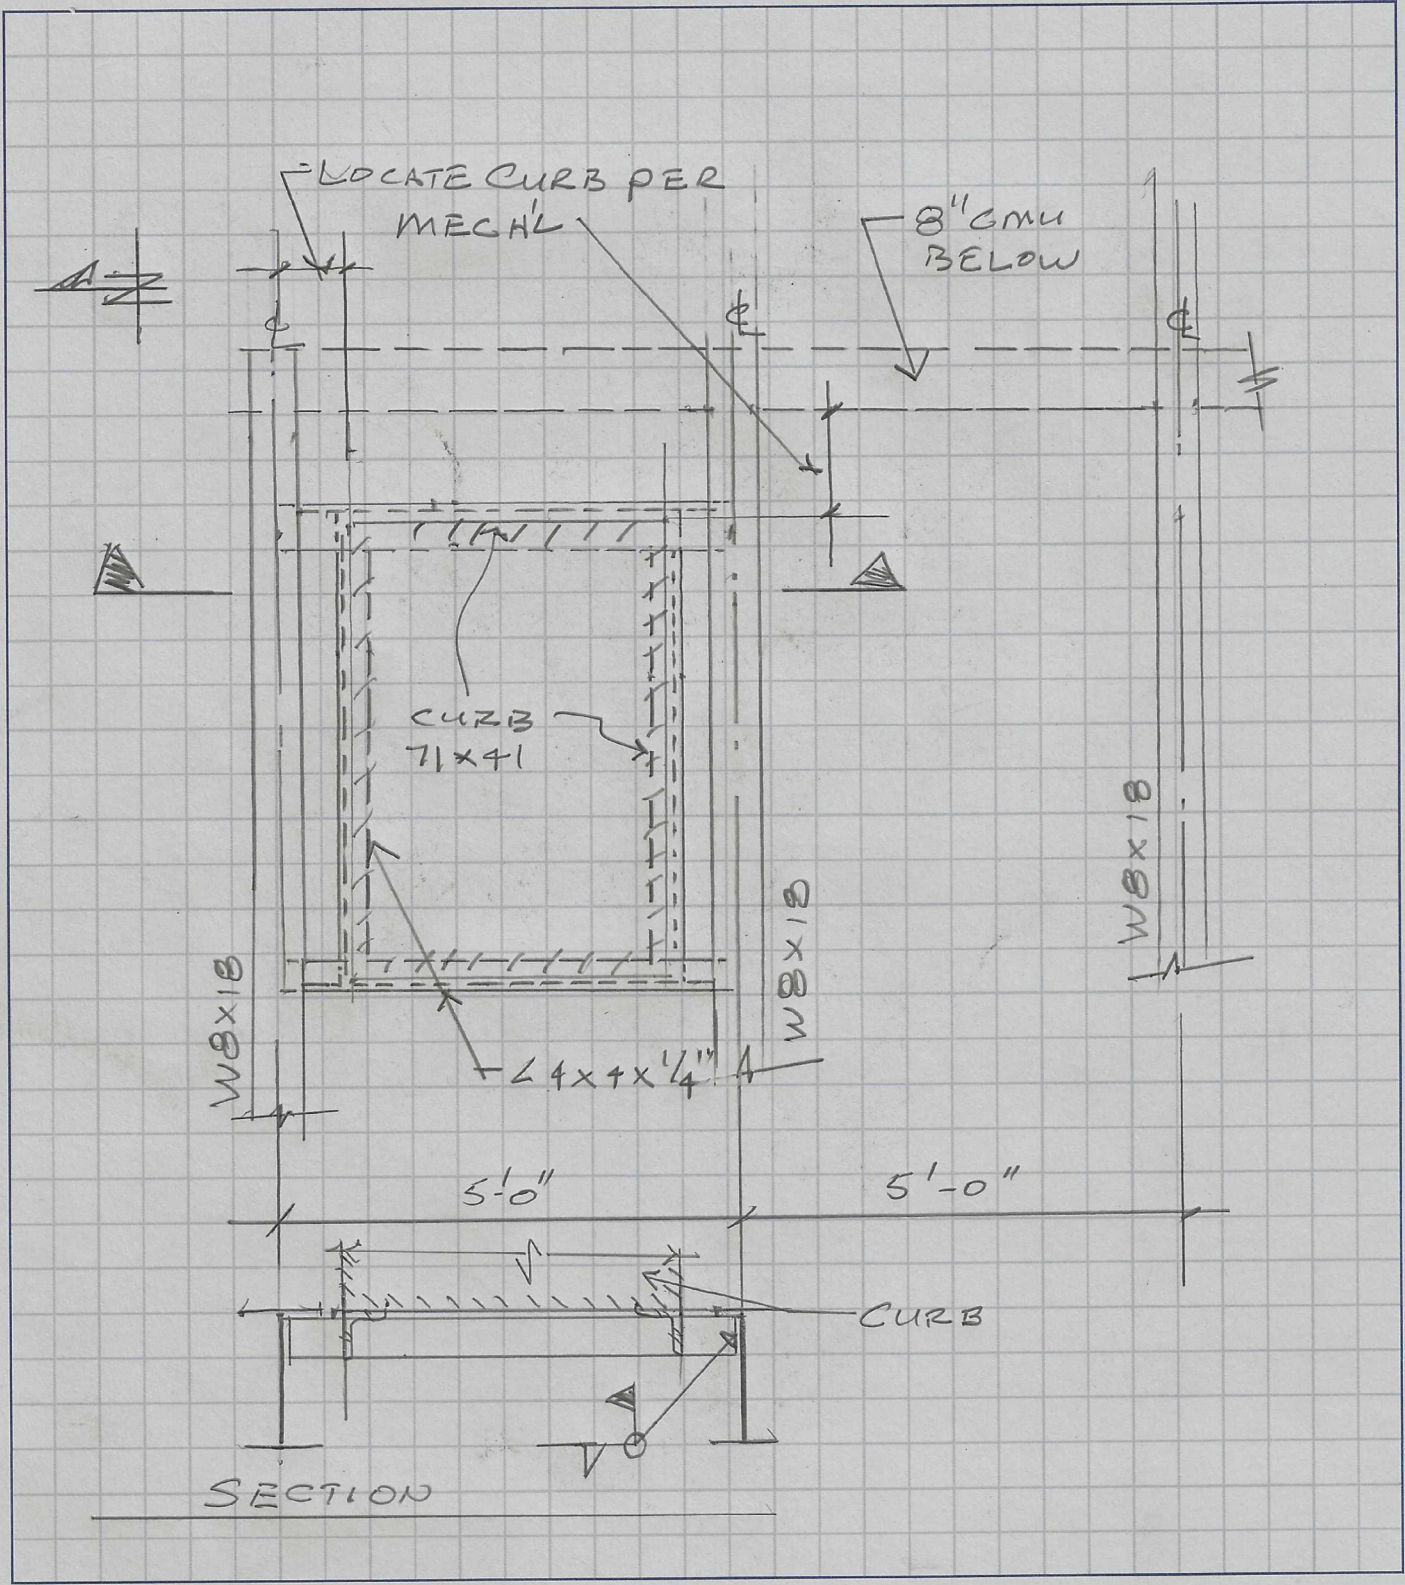 LOCATE CURB PER
MECH'L
8" CMU
BELOW
℄
℄
℄
CURB
71x41
W8x18
W8x18
W8x18
∠ 4x4x1/4"
5'-0"
5'-0"
CURB
SECTION